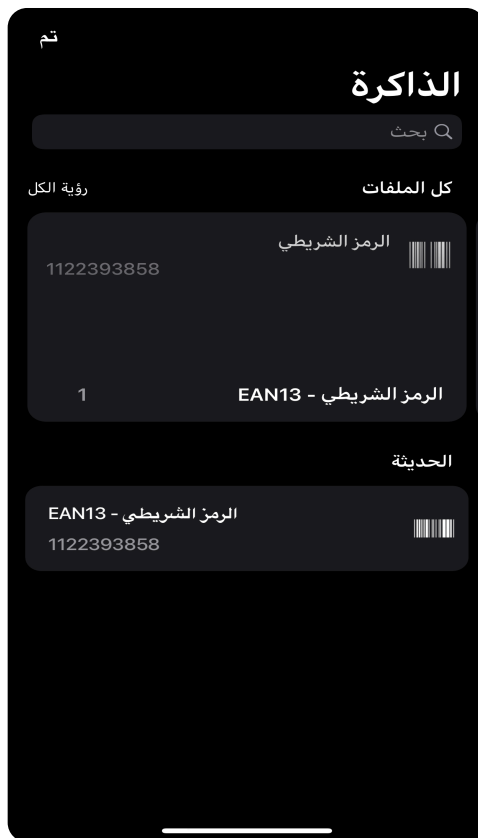 تم
الذاكرة
بحث
كل الملفات
رؤية الكل
الرمز الشريطي
1122393858
الرمز الشريطي - EAN13
1
الحديثة
الرمز الشريطي - EAN13
1122393858